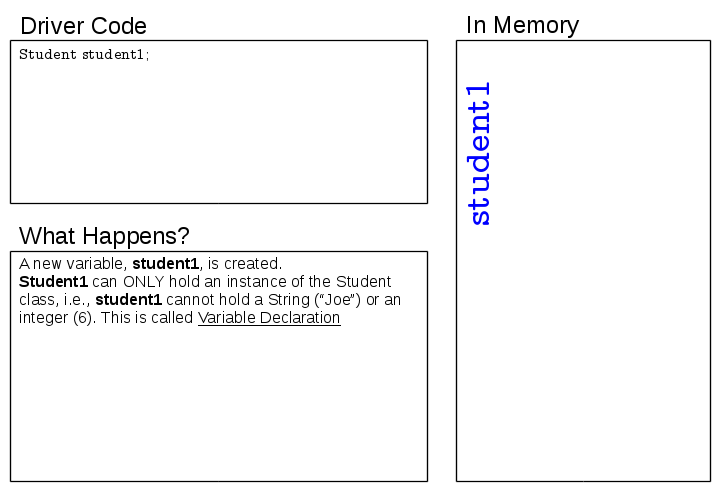 Driver Code
Student student1;
What Happens?
A new variable, student1, is created.
Student1 can ONLY hold an instance of the Student
class, i.e., student1 cannot hold a String (“Joe”) or an
integer (6). This is called Variable Declaration
In Memory
student1